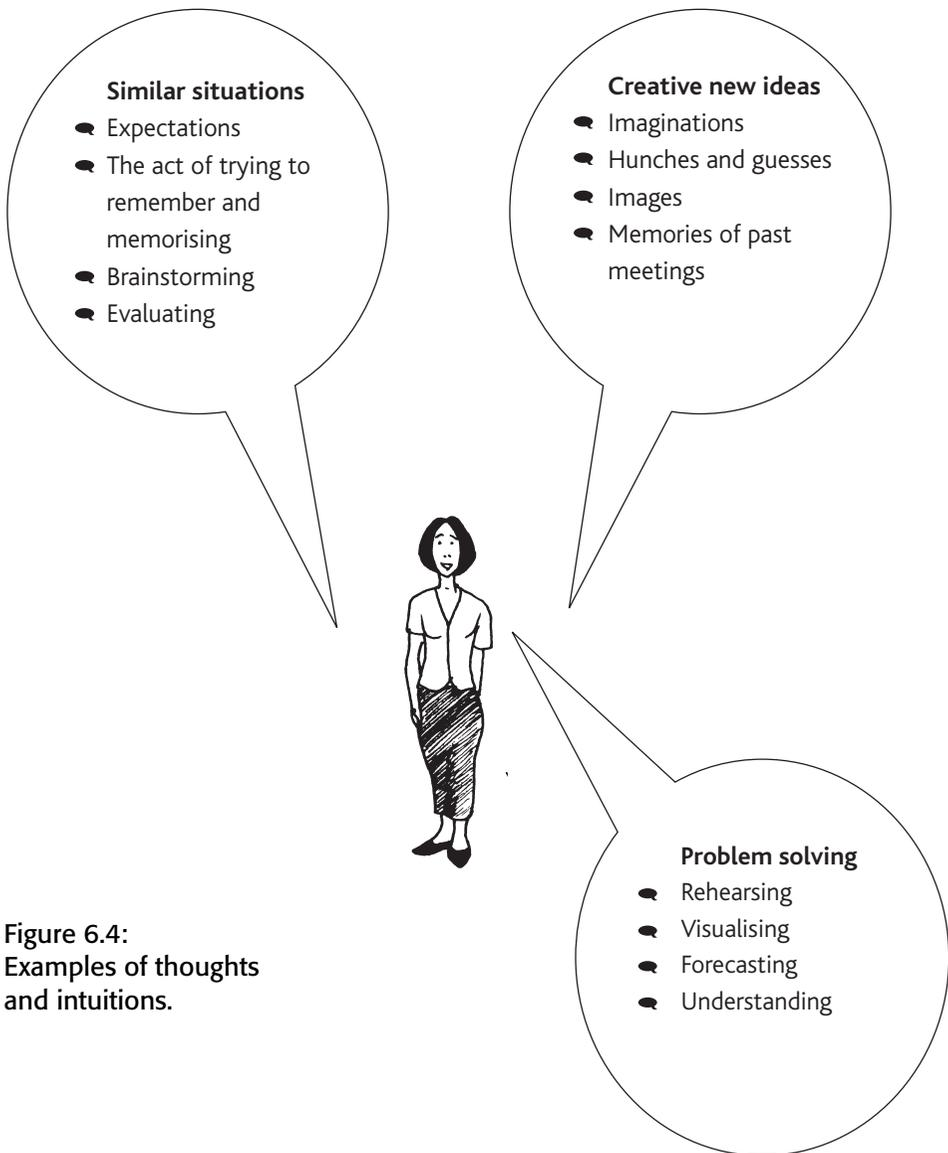 Similar situations
Expectations
The act of trying to
remember and
memorising
Brainstorming
Evaluating
Creative new ideas
Imaginations
Hunches and guesses
Images
Memories of past
meetings
Problem solving
Rehearsing
Visualising
Forecasting
Understanding
Figure 6.4:
Examples of thoughts
and intuitions.